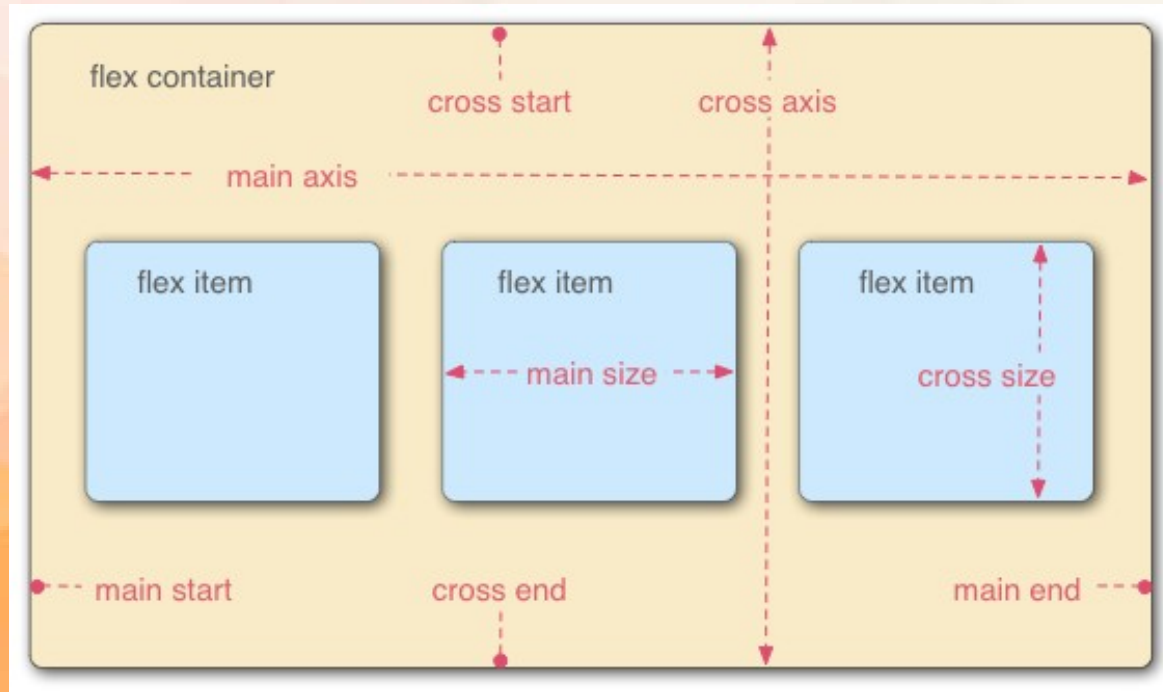 flex container
cross start
cross axis
main axis
flex item
flex item
flex item
main size
cross size
main start
cross end
main end